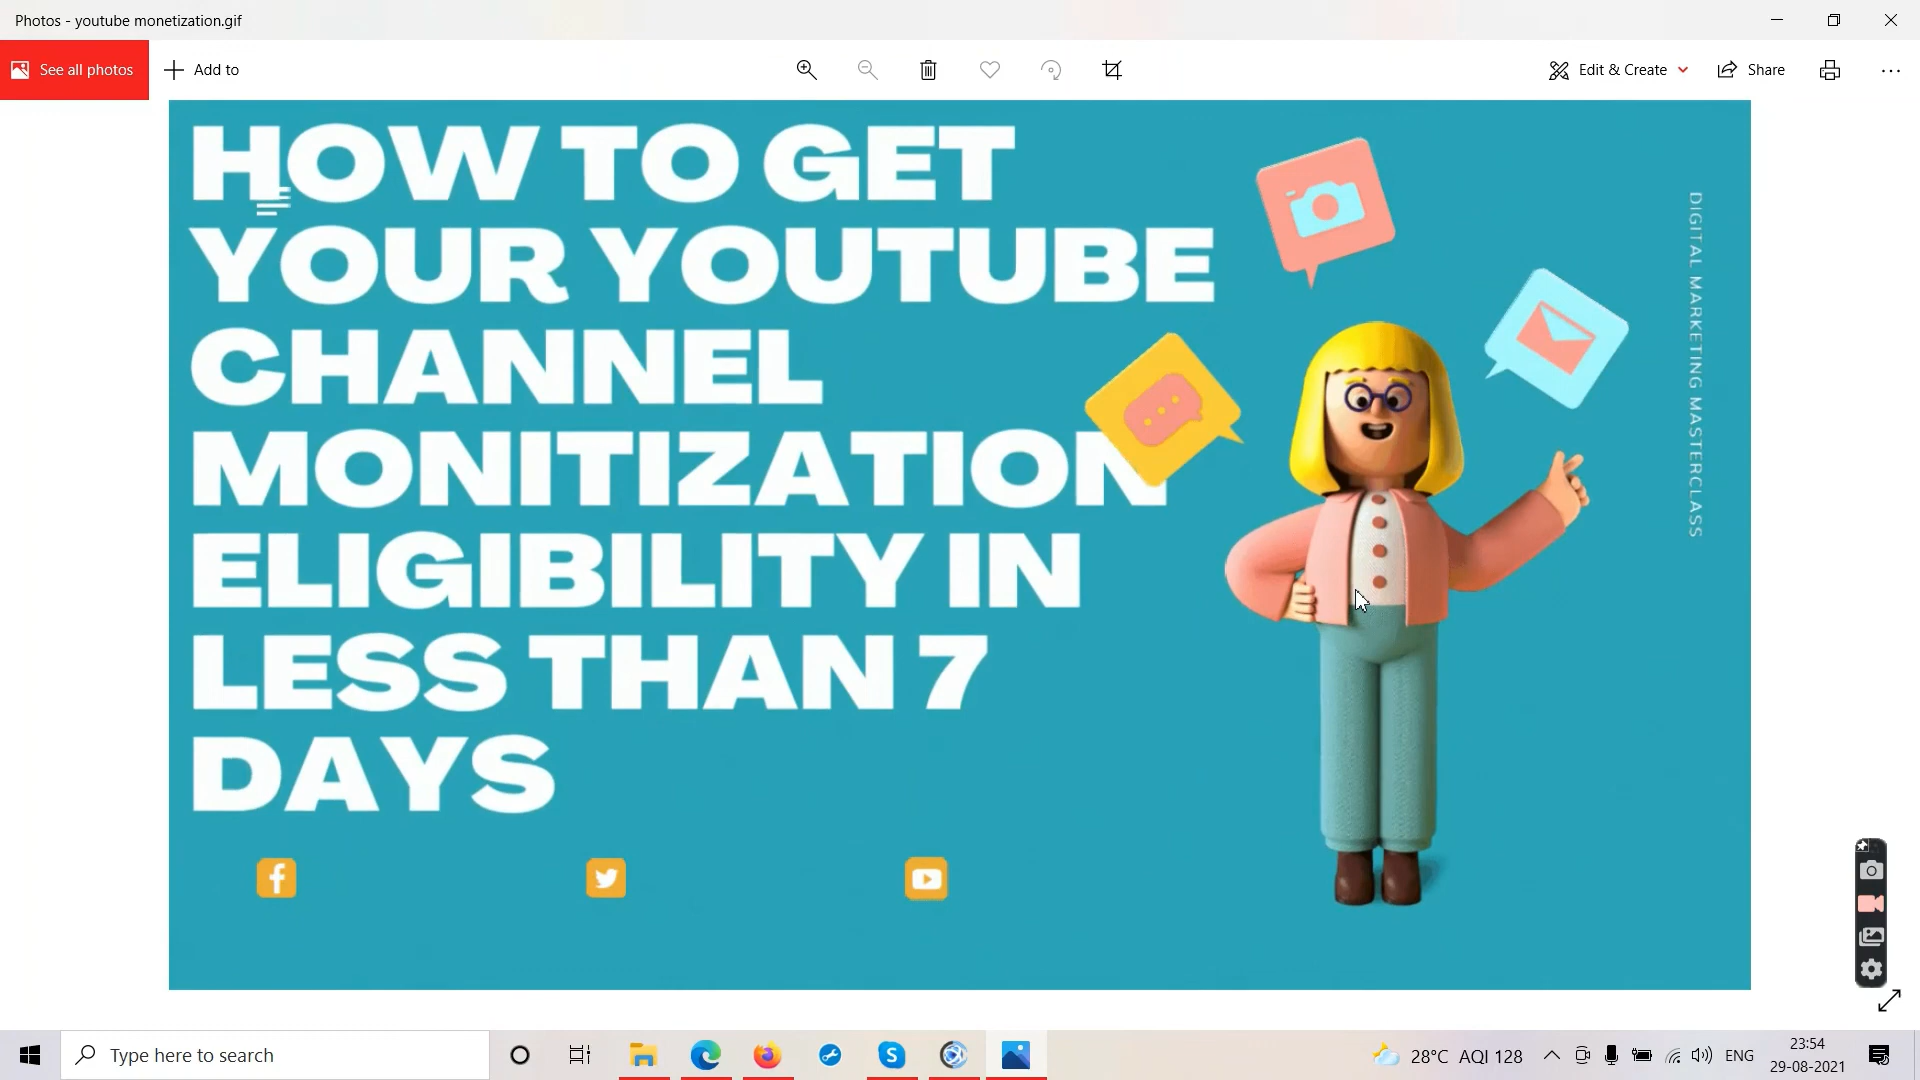 Photos - youtube monetization.gif
See all photos
Add to
Edit & Create
Share
HOW TO GET
YOUR YOUTUBE
CHANNEL
MONITIZATION
ELIGIBILITY IN
LESS THAN 7
DAYS
DIGITAL MARKETING MASTERCLASS
Type here to search
28°C AQI 128
ENG
23:54
29-08-2021